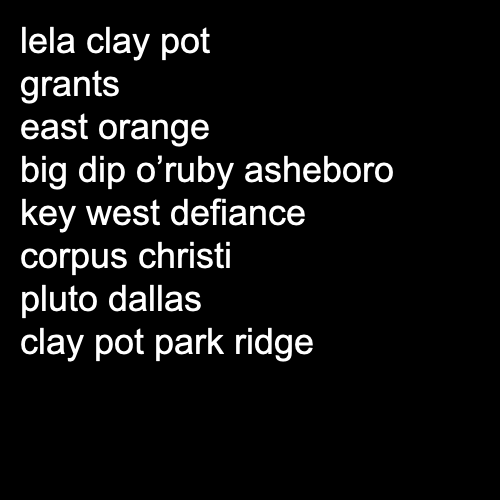 lela clay pot
grants
east orange
big dip o’ruby asheboro
key west defiance
corpus christi
pluto dallas
clay pot park ridge